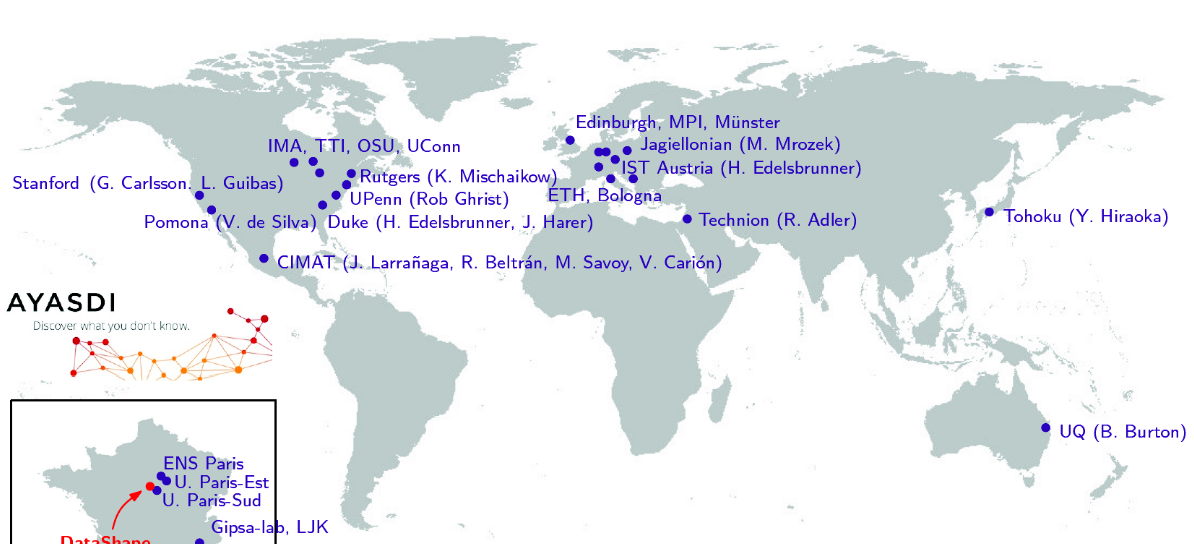 Edinburgh, MPI, Münster
IMA, TTI, OSU, UConn
Jagiellonian (M. Mrozek)
IST Austria (H. Edelsbrunner)
Stanford (G. Carlsson. L. Guibas)
Rutgers (K. Mischaikow)
UPenn (Rob Ghrist)
ETH, Bologna
Pomona (V. de Silva)
Duke (H. Edelsbrunner, J. Harer)
Technion (R. Adler)
Tohoku (Y. Hiraoka)
CIMAT (J. Larrañaga, R. Beltrán, M. Savoy, V. Carión)
AYASDI
Discover what you don't know.
UQ (B. Burton)
ENS Paris
U. Paris-Est
U. Paris-Sud
Gipsa-lab, LJK
DataShape